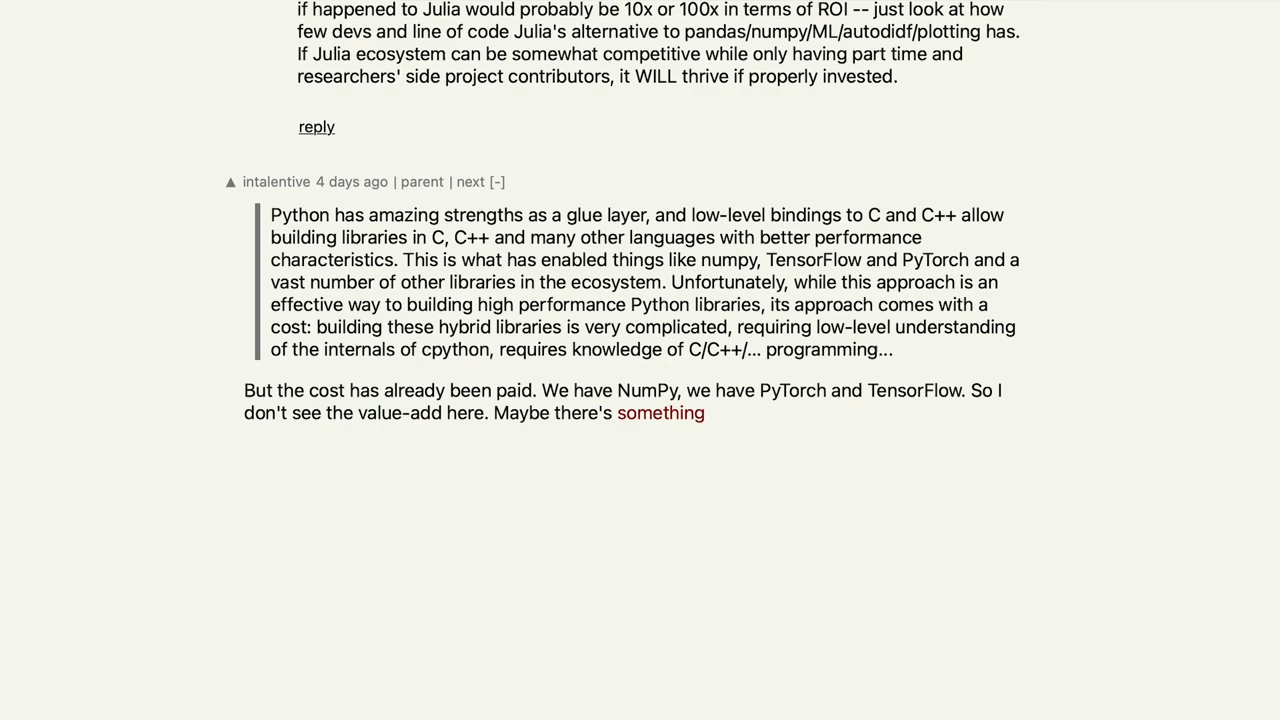 if happened to Julia would probably be 10x or 100x in terms of ROI -- just look at how
few devs and line of code Julia's alternative to pandas/numpy/ML/autodidf/plotting has.
If Julia ecosystem can be somewhat competitive while only having part time and
researchers' side project contributors, it WILL thrive if properly invested.
reply
▲ intalentive 4 days ago | parent | next [-]
Python has amazing strengths as a glue layer, and low-level bindings to C and C++ allow
building libraries in C, C++ and many other languages with better performance
characteristics. This is what has enabled things like numpy, TensorFlow and PyTorch and a
vast number of other libraries in the ecosystem. Unfortunately, while this approach is an
effective way to building high performance Python libraries, its approach comes with a
cost: building these hybrid libraries is very complicated, requiring low-level understanding
of the internals of cpython, requires knowledge of C/C++/... programming...
But the cost has already been paid. We have NumPy, we have PyTorch and TensorFlow. So I
don't see the value-add here. Maybe there's something